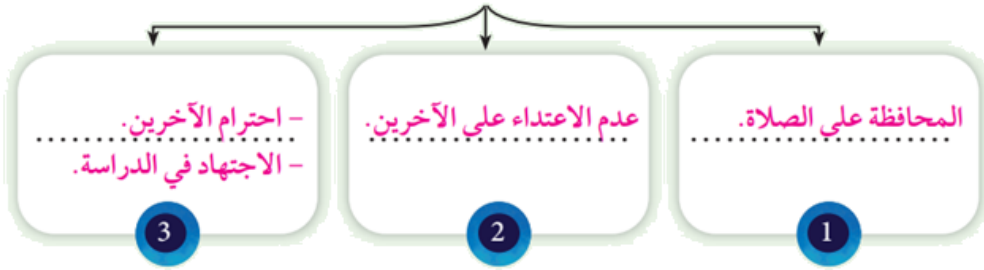 المحافظة على الصلاة.
1
عدم الاعتداء على الآخرين.
2
– احترام الآخرين.
– الاجتهاد في الدراسة.
3